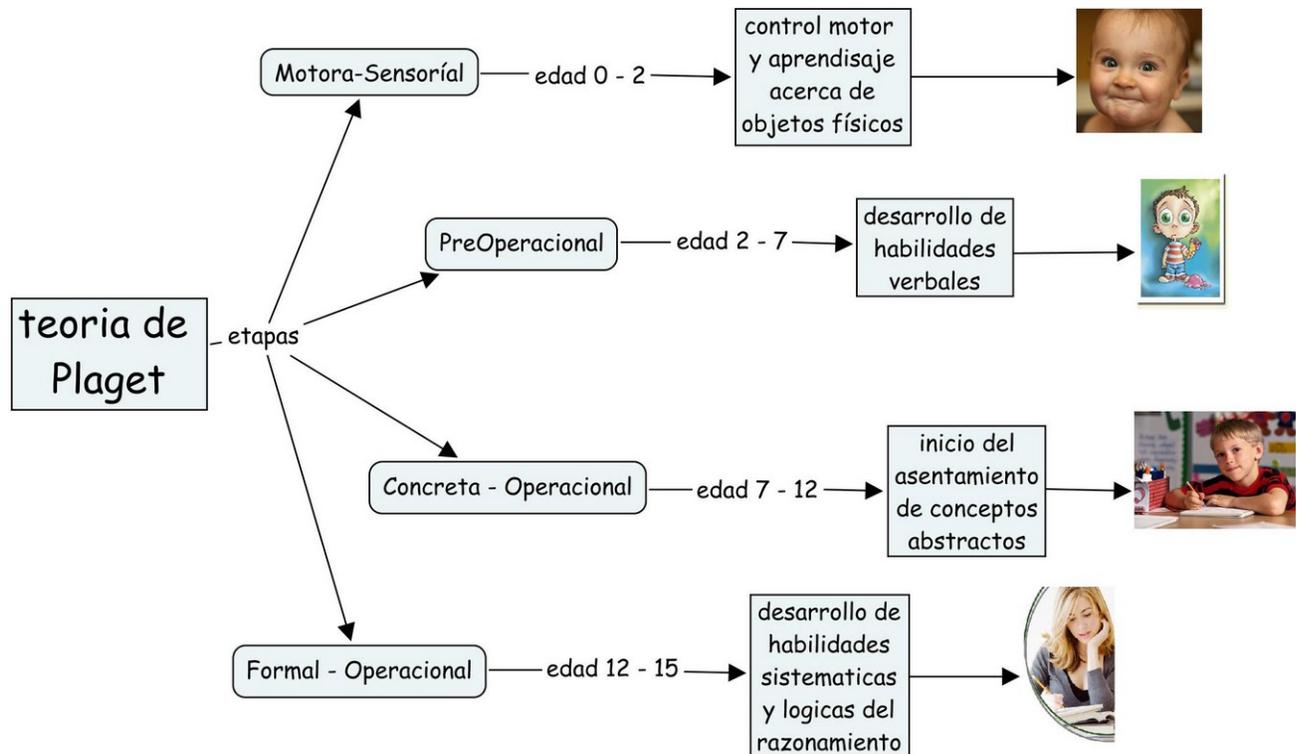 teoria de
Plaget
etapas
Motora-Sensoríal
edad 0 - 2
control motor
y aprendisaje
acerca de
objetos físicos
PreOperacional
edad 2 - 7
desarrollo de
habilidades
verbales
Concreta - Operacional
edad 7 - 12
inicio del
asentamiento
de conceptos
abstractos
Formal - Operacional
edad 12 - 15
desarrollo de
habilidades
sistematicas
y logicas del
razonamiento